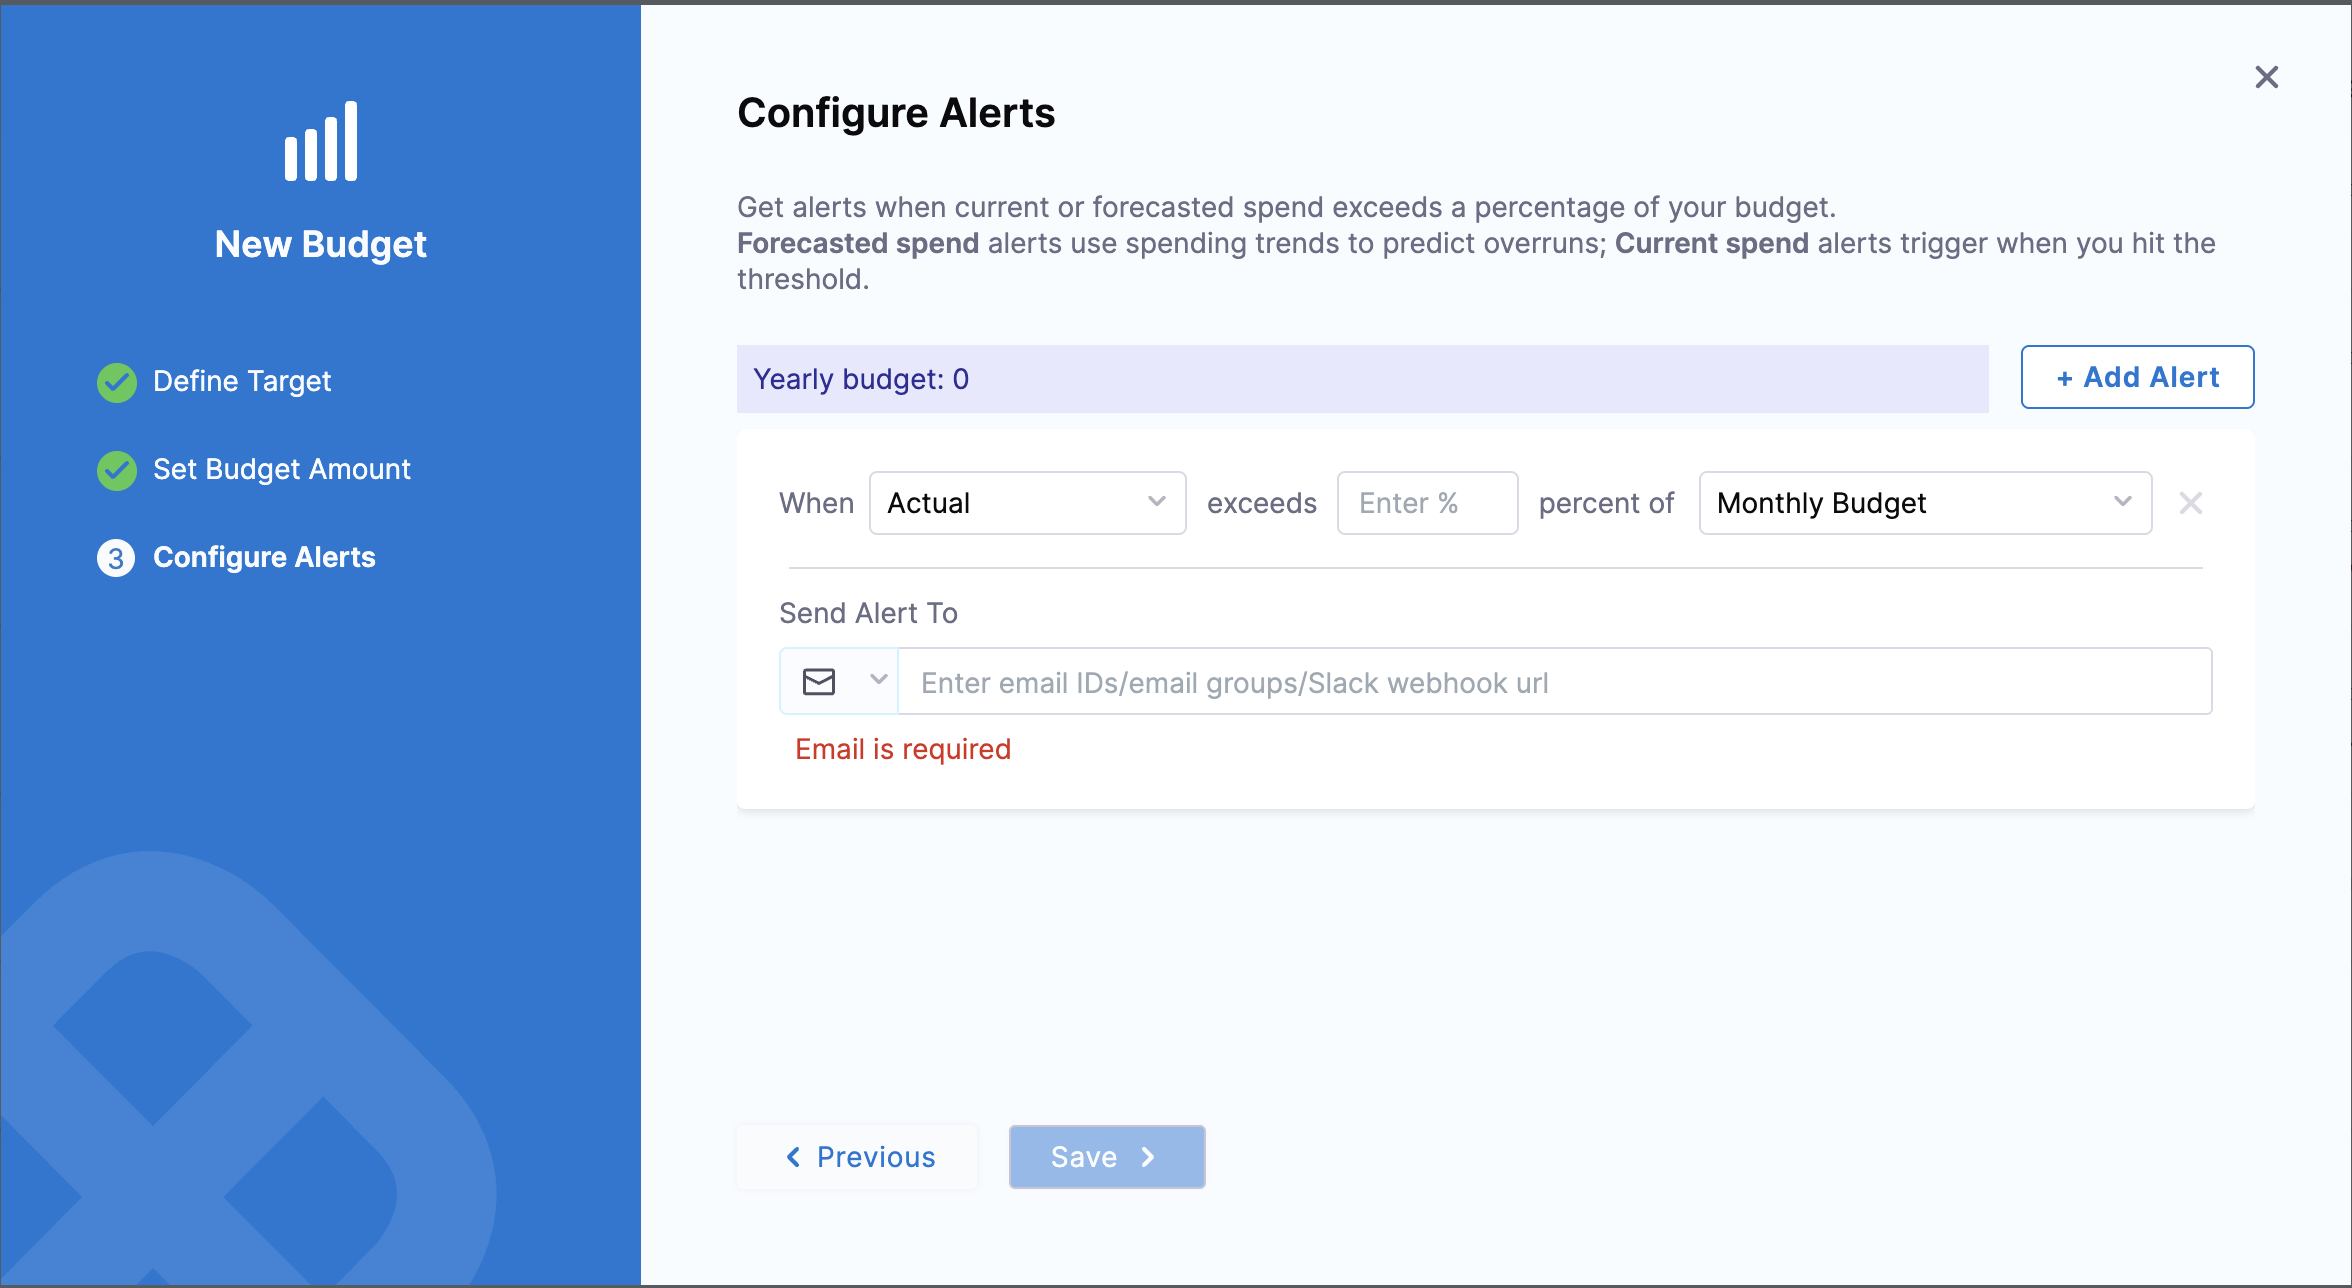 New Budget
Define Target
Set Budget Amount
3 Configure Alerts
Configure Alerts
Get alerts when current or forecasted spend exceeds a percentage of your budget.
Forecasted spend alerts use spending trends to predict overruns; Current spend alerts trigger when you hit the
threshold.
Yearly budget: 0
+ Add Alert
When Actual exceeds Enter % percent of Monthly Budget
Send Alert To
Enter email IDs/email groups/Slack webhook url
Email is required
Previous
Save